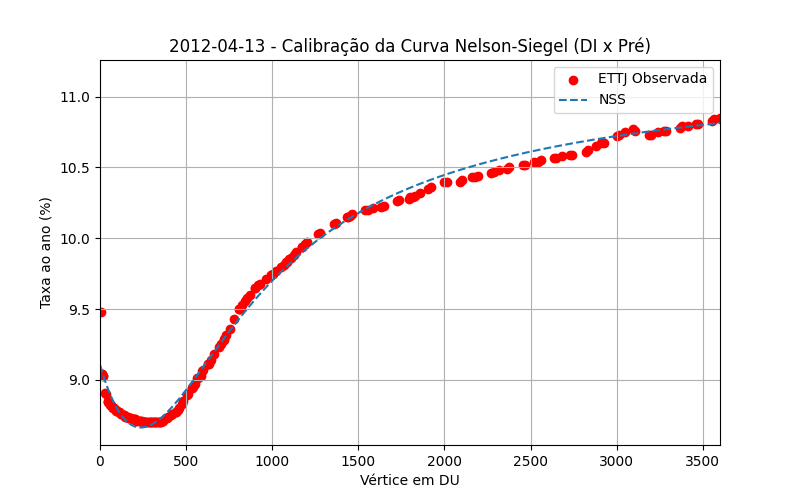 2012-04-13 - Calibração da Curva Nelson-Siegel (DI x Pré)
ETTJ Observada
NSS
Taxa ao ano (%)
11.0
10.5
10.0
9.5
9.0
0 500 1000 1500 2000 2500 3000 3500
Vértice em DU